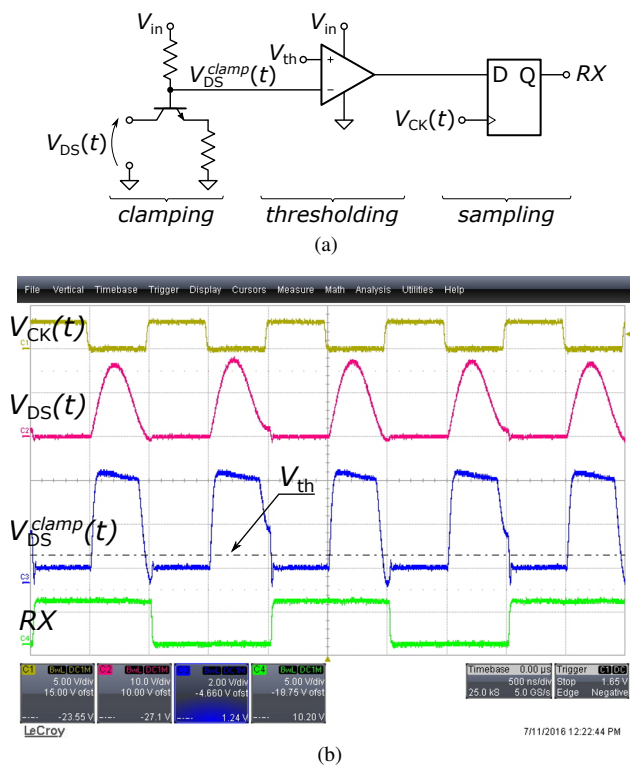 V_in
V_in
V_th
+
−
V_DS^clamp(t)
D Q
RX
V_DS(t)
V_CK(t)
clamping
thresholding
sampling
(a)
File Vertical Timebase Trigger Display Cursors Measure Math Analysis Utilities Help
V_CK(t)
C1
V_DS(t)
C2
V_th
V_DS^clamp(t)
C3
RX
C4
C1 BwL DC1M
5.00 V/div
15.00 V ofst
-23.55 V
C2 BwL DC1M
10.0 V/div
10.00 V ofst
-27.1 V
BwL DC1M
2.00 V/div
-4.660 V ofst
1.24 V
C4 BwL DC1M
5.00 V/div
-18.75 V ofst
10.20 V
Timebase 0.00 µs
500 ns/div
25.0 kS 5.0 GS/s
Trigger C1 DC
Stop 1.65 V
Edge Negative
LeCroy
7/11/2016 12:22:44 PM
(b)